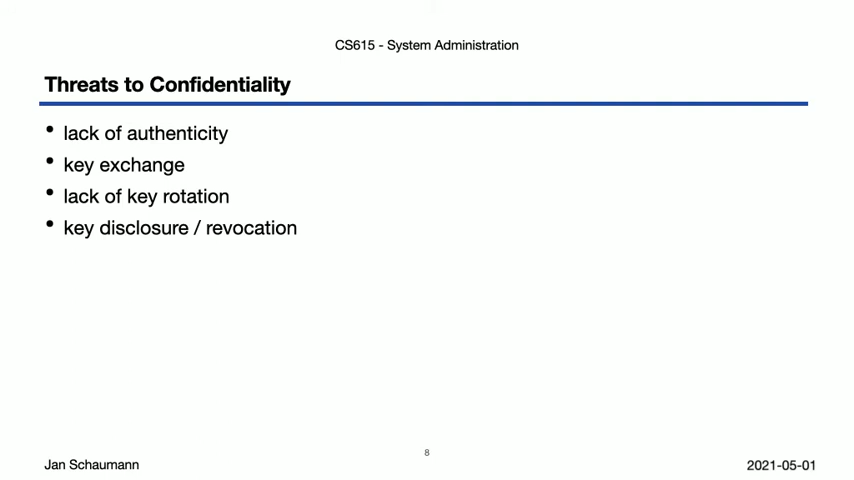 CS615 - System Administration
Threats to Confidentiality
• lack of authenticity
• key exchange
• lack of key rotation
• key disclosure / revocation
8
Jan Schaumann
2021-05-01